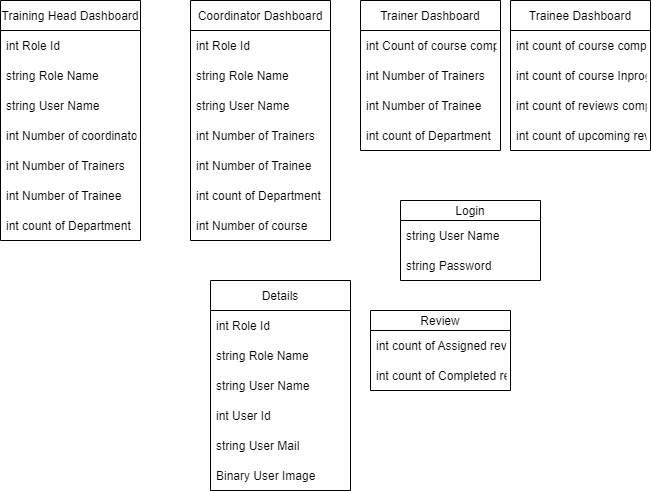 Training Head Dashboard
int Role Id
string Role Name
string User Name
int Number of coordinato
int Number of Trainers
int Number of Trainee
int count of Department
Coordinator Dashboard
int Role Id
string Role Name
string User Name
int Number of Trainers
int Number of Trainee
int count of Department
int Number of course
Trainer Dashboard
int Count of course comp
int Number of Trainers
int Number of Trainee
int count of Department
Trainee Dashboard
int count of course comp
int count of course Inprog
int count of reviews comp
int count of upcoming rev
Login
string User Name
string Password
Details
int Role Id
string Role Name
string User Name
int User Id
string User Mail
Binary User Image
Review
int count of Assigned rev
int count of Completed re